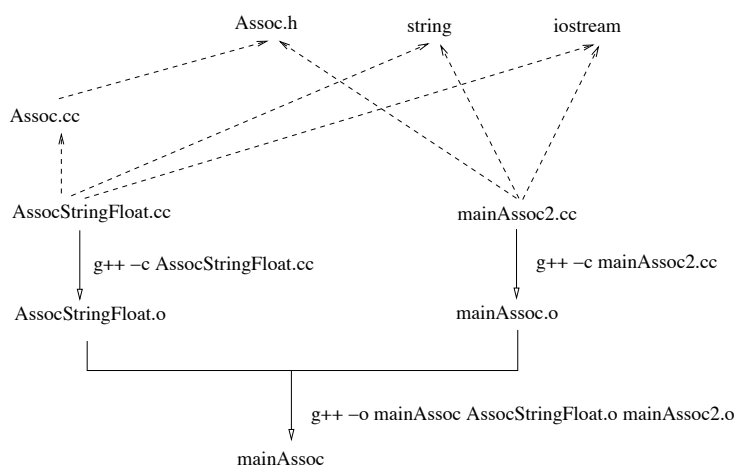 Assoc.h
string
iostream
Assoc.cc
AssocStringFloat.cc
mainAssoc2.cc
g++ −c AssocStringFloat.cc
g++ −c mainAssoc2.cc
AssocStringFloat.o
mainAssoc.o
g++ −o mainAssoc AssocStringFloat.o mainAssoc2.o
mainAssoc